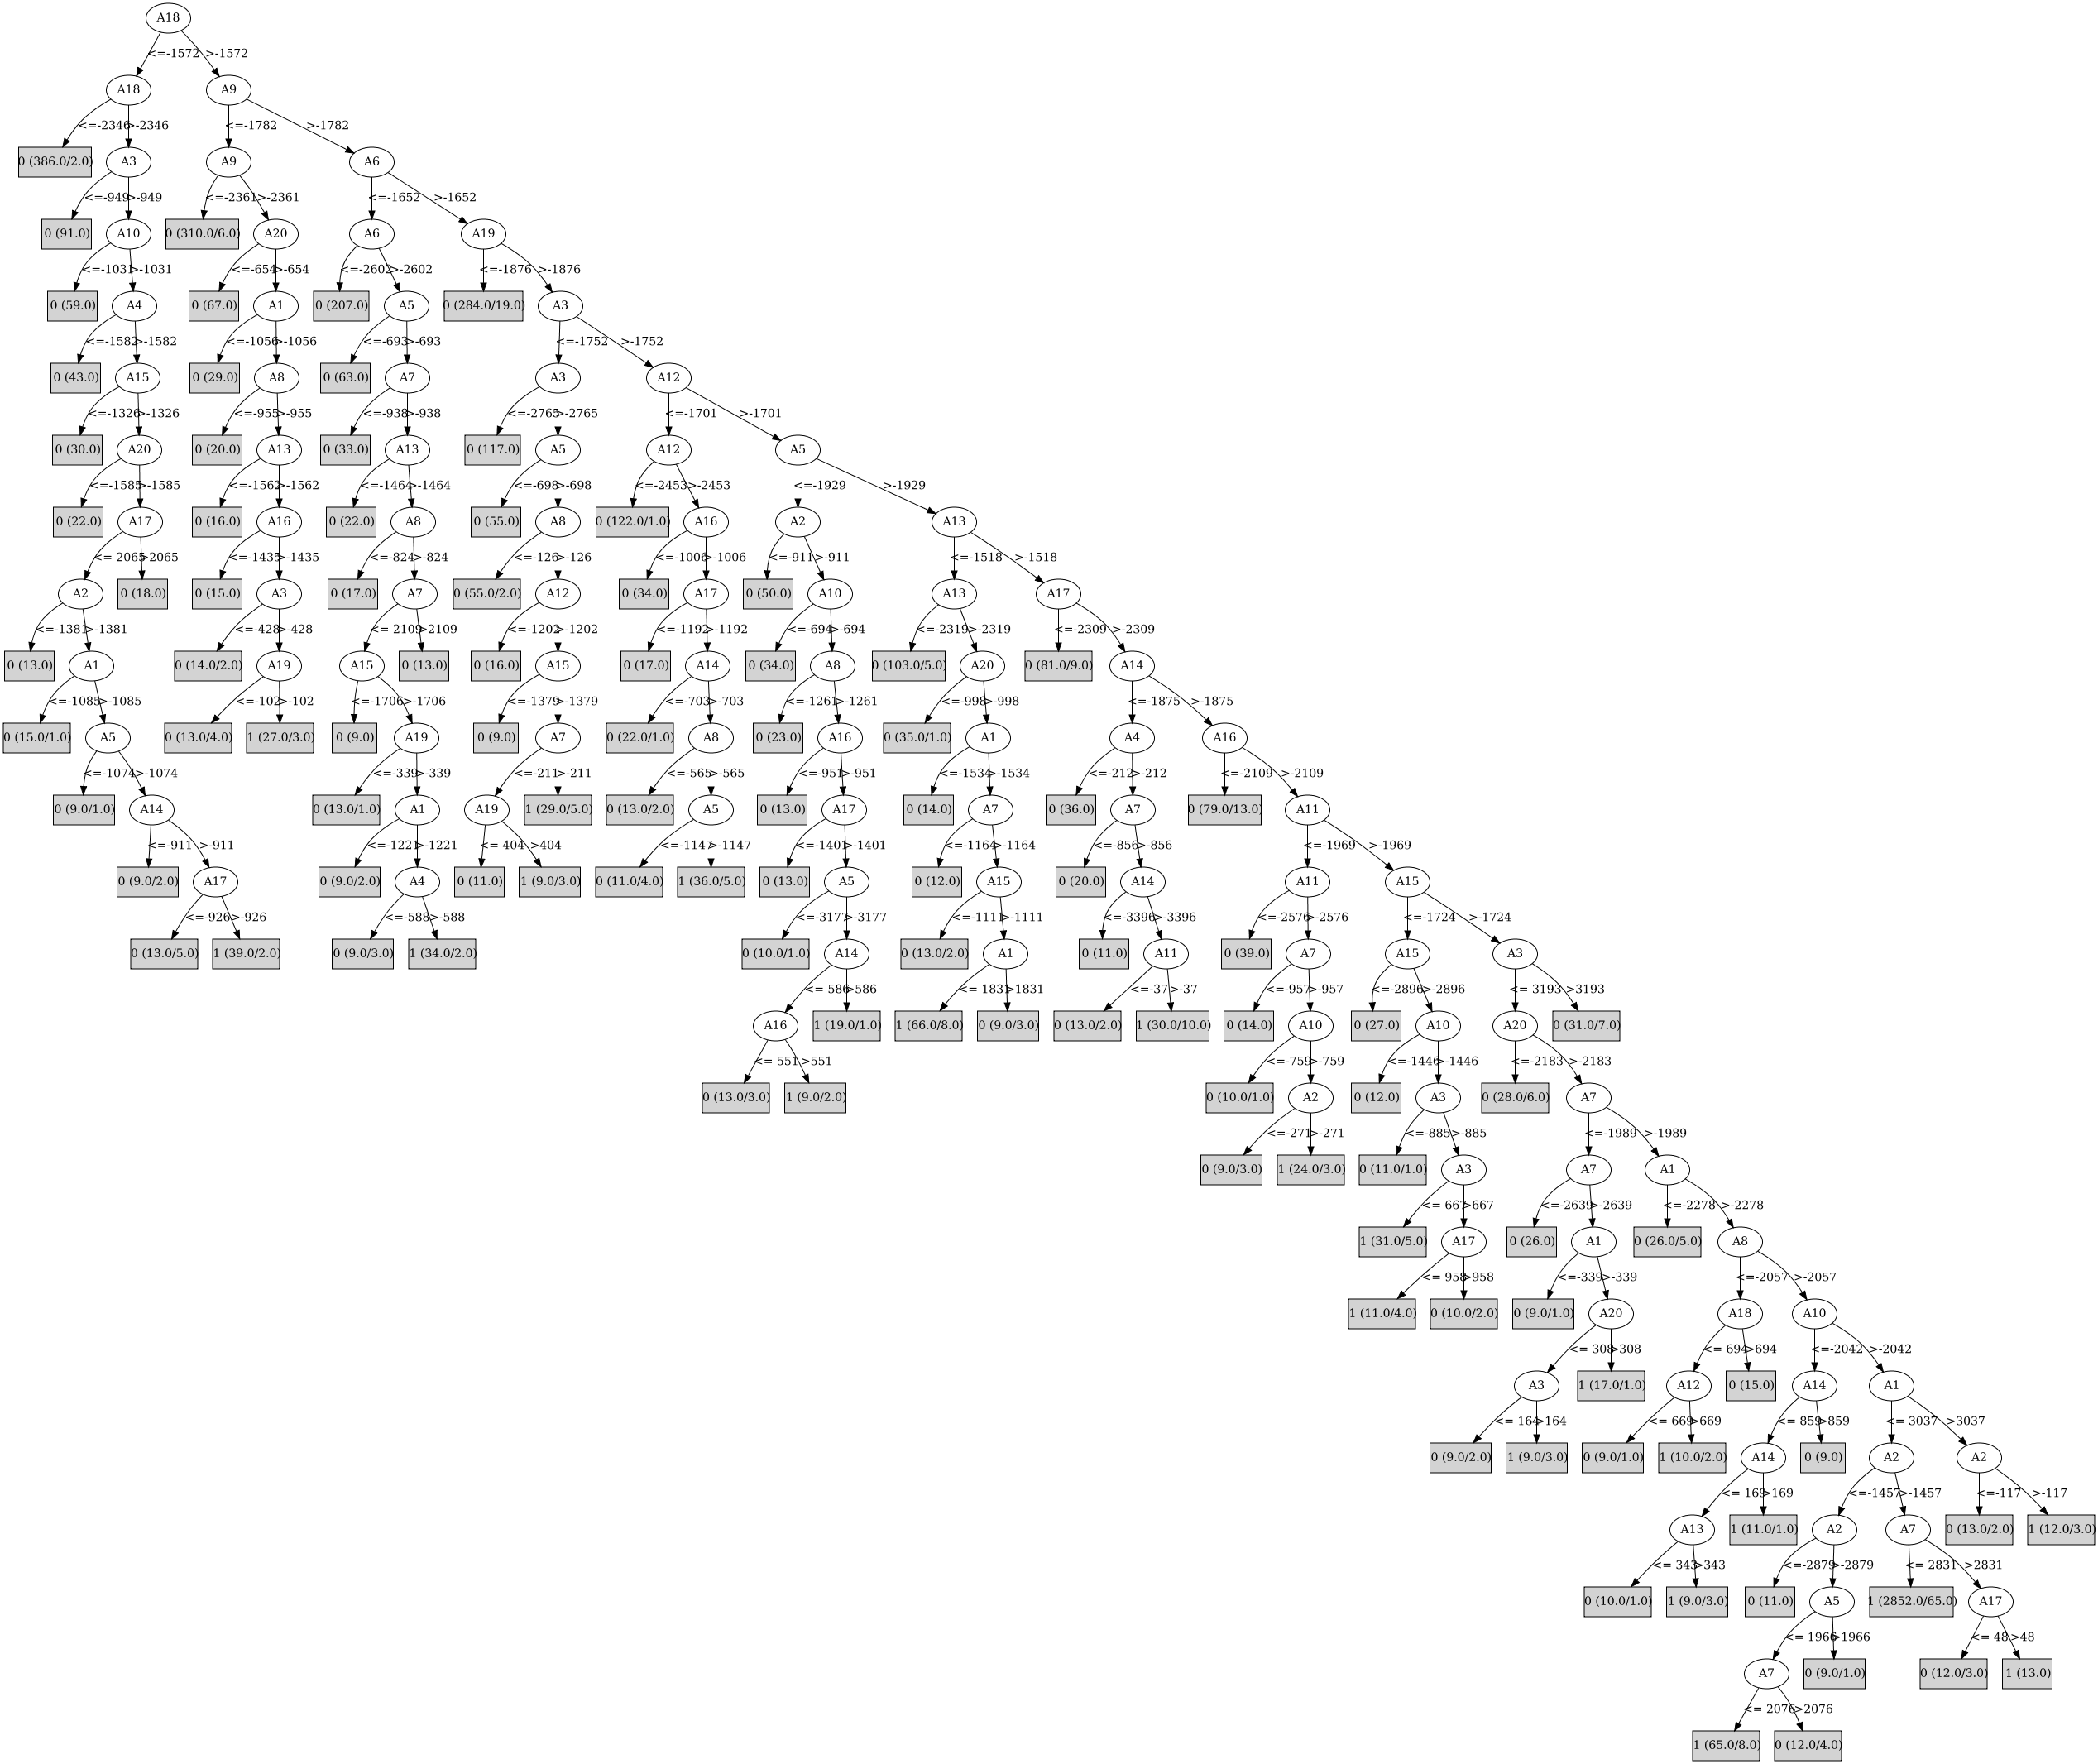 A18
<=-1572 >-1572
A18 A9
<=-2346 >-2346 <=-1782 >-1782
0 (386.0/2.0) A3 A9 A6
<=-949 >-949 <=-2361 >-2361 <=-1652 >-1652
0 (91.0) A10 0 (310.0/6.0) A20 A6 A19
<=-1031 >-1031 <=-654 >-654 <=-2602 >-2602 <=-1876 >-1876
0 (59.0) A4 0 (67.0) A1 0 (207.0) A5 0 (284.0/19.0) A3
<=-1582 >-1582 <=-1056 >-1056 <=-693 >-693 <=-1752 >-1752
0 (43.0) A15 0 (29.0) A8 0 (63.0) A7 A3 A12
<=-1326 >-1326 <=-955 >-955 <=-938 >-938 <=-2765 >-2765 <=-1701 >-1701
0 (30.0) A20 0 (20.0) A13 0 (33.0) A13 0 (117.0) A5 A12 A5
<=-1585 >-1585 <=-1562 >-1562 <=-1464 >-1464 <=-698 >-698 <=-2453 >-2453 <=-1929 >-1929
0 (22.0) A17 0 (16.0) A16 0 (22.0) A8 0 (55.0) A8 0 (122.0/1.0) A16 A2 A13
<= 2065 >2065 <=-1435 >-1435 <=-824 >-824 <=-126 >-126 <=-1006 >-1006 <=-911 >-911 <=-1518 >-1518
A2 0 (18.0) 0 (15.0) A3 0 (17.0) A7 0 (55.0/2.0) A12 0 (34.0) A17 0 (50.0) A10 A13 A17
<=-1381 >-1381 <=-428 >-428 <= 2109 >2109 <=-1202 >-1202 <=-1192 >-1192 <=-694 >-694 <=-2319 >-2319 <=-2309 >-2309
0 (13.0) A1 0 (14.0/2.0) A19 A15 0 (13.0) 0 (16.0) A15 0 (17.0) A14 0 (34.0) A8 0 (103.0/5.0) A20 0 (81.0/9.0) A14
<=-1085 >-1085 <=-102 >-102 <=-1706 >-1706 <=-1379 >-1379 <=-703 >-703 <=-1261 >-1261 <=-998 >-998 <=-1875 >-1875
0 (15.0/1.0) A5 0 (13.0/4.0) 1 (27.0/3.0) 0 (9.0) A19 0 (9.0) A7 0 (22.0/1.0) A8 0 (23.0) A16 0 (35.0/1.0) A1 A4 A16
<=-1074 >-1074 <=-339 >-339 <=-211 >-211 <=-565 >-565 <=-951 >-951 <=-1534 >-1534 <=-212 >-212 <=-2109 >-2109
0 (9.0/1.0) A14 0 (13.0/1.0) A1 A19 1 (29.0/5.0) 0 (13.0/2.0) A5 0 (13.0) A17 0 (14.0) A7 0 (36.0) A7 0 (79.0/13.0) A11
<=-911 >-911 <=-1221 >-1221 <= 404 >404 <=-1147 >-1147 <=-1401 >-1401 <=-1164 >-1164 <=-856 >-856 <=-1969 >-1969
0 (9.0/2.0) A17 0 (9.0/2.0) A4 0 (11.0) 1 (9.0/3.0) 0 (11.0/4.0) 1 (36.0/5.0) 0 (13.0) A5 0 (12.0) A15 0 (20.0) A14 A11 A15
<=-926 >-926 <=-588 >-588 <=-3177 >-3177 <=-1111 >-1111 <=-3396 >-3396 <=-2576 >-2576 <=-1724 >-1724
0 (13.0/5.0) 1 (39.0/2.0) 0 (9.0/3.0) 1 (34.0/2.0) 0 (10.0/1.0) A14 0 (13.0/2.0) A1 0 (11.0) A11 0 (39.0) A7 A15 A3
<= 586 >586 <= 1831 >1831 <=-37 >-37 <=-957 >-957 <=-2896 >-2896 <= 3193 >3193
A16 1 (19.0/1.0) 1 (66.0/8.0) 0 (9.0/3.0) 0 (13.0/2.0) 1 (30.0/10.0) 0 (14.0) A10 0 (27.0) A10 A20 0 (31.0/7.0)
<= 551 >551 <=-759 >-759 <=-1446 >-1446 <=-2183 >-2183
0 (13.0/3.0) 1 (9.0/2.0) 0 (10.0/1.0) A2 0 (12.0) A3 0 (28.0/6.0) A7
<=-271 >-271 <=-885 >-885 <=-1989 >-1989
0 (9.0/3.0) 1 (24.0/3.0) 0 (11.0/1.0) A3 A7 A1
<= 667 >667 <=-2639 >-2639 <=-2278 >-2278
1 (31.0/5.0) A17 0 (26.0) A1 0 (26.0/5.0) A8
<= 958 >958 <=-339 >-339 <=-2057 >-2057
1 (11.0/4.0) 0 (10.0/2.0) 0 (9.0/1.0) A20 A18 A10
<= 308 >308 <= 694 >694 <=-2042 >-2042
A3 1 (17.0/1.0) A12 0 (15.0) A14 A1
<= 164 >164 <= 669 >669 <= 859 >859 <= 3037 >3037
0 (9.0/2.0) 1 (9.0/3.0) 0 (9.0/1.0) 1 (10.0/2.0) A14 0 (9.0) A2 A2
<= 169 >169 <=-1457 >-1457 <=-117 >-117
A13 1 (11.0/1.0) A2 A7 0 (13.0/2.0) 1 (12.0/3.0)
<= 343 >343 <=-2879 >-2879 <= 2831 >2831
0 (10.0/1.0) 1 (9.0/3.0) 0 (11.0) A5 1 (2852.0/65.0) A17
<= 1966 >1966 <= 48 >48
A7 0 (9.0/1.0) 0 (12.0/3.0) 1 (13.0)
<= 2076 >2076
1 (65.0/8.0) 0 (12.0/4.0)